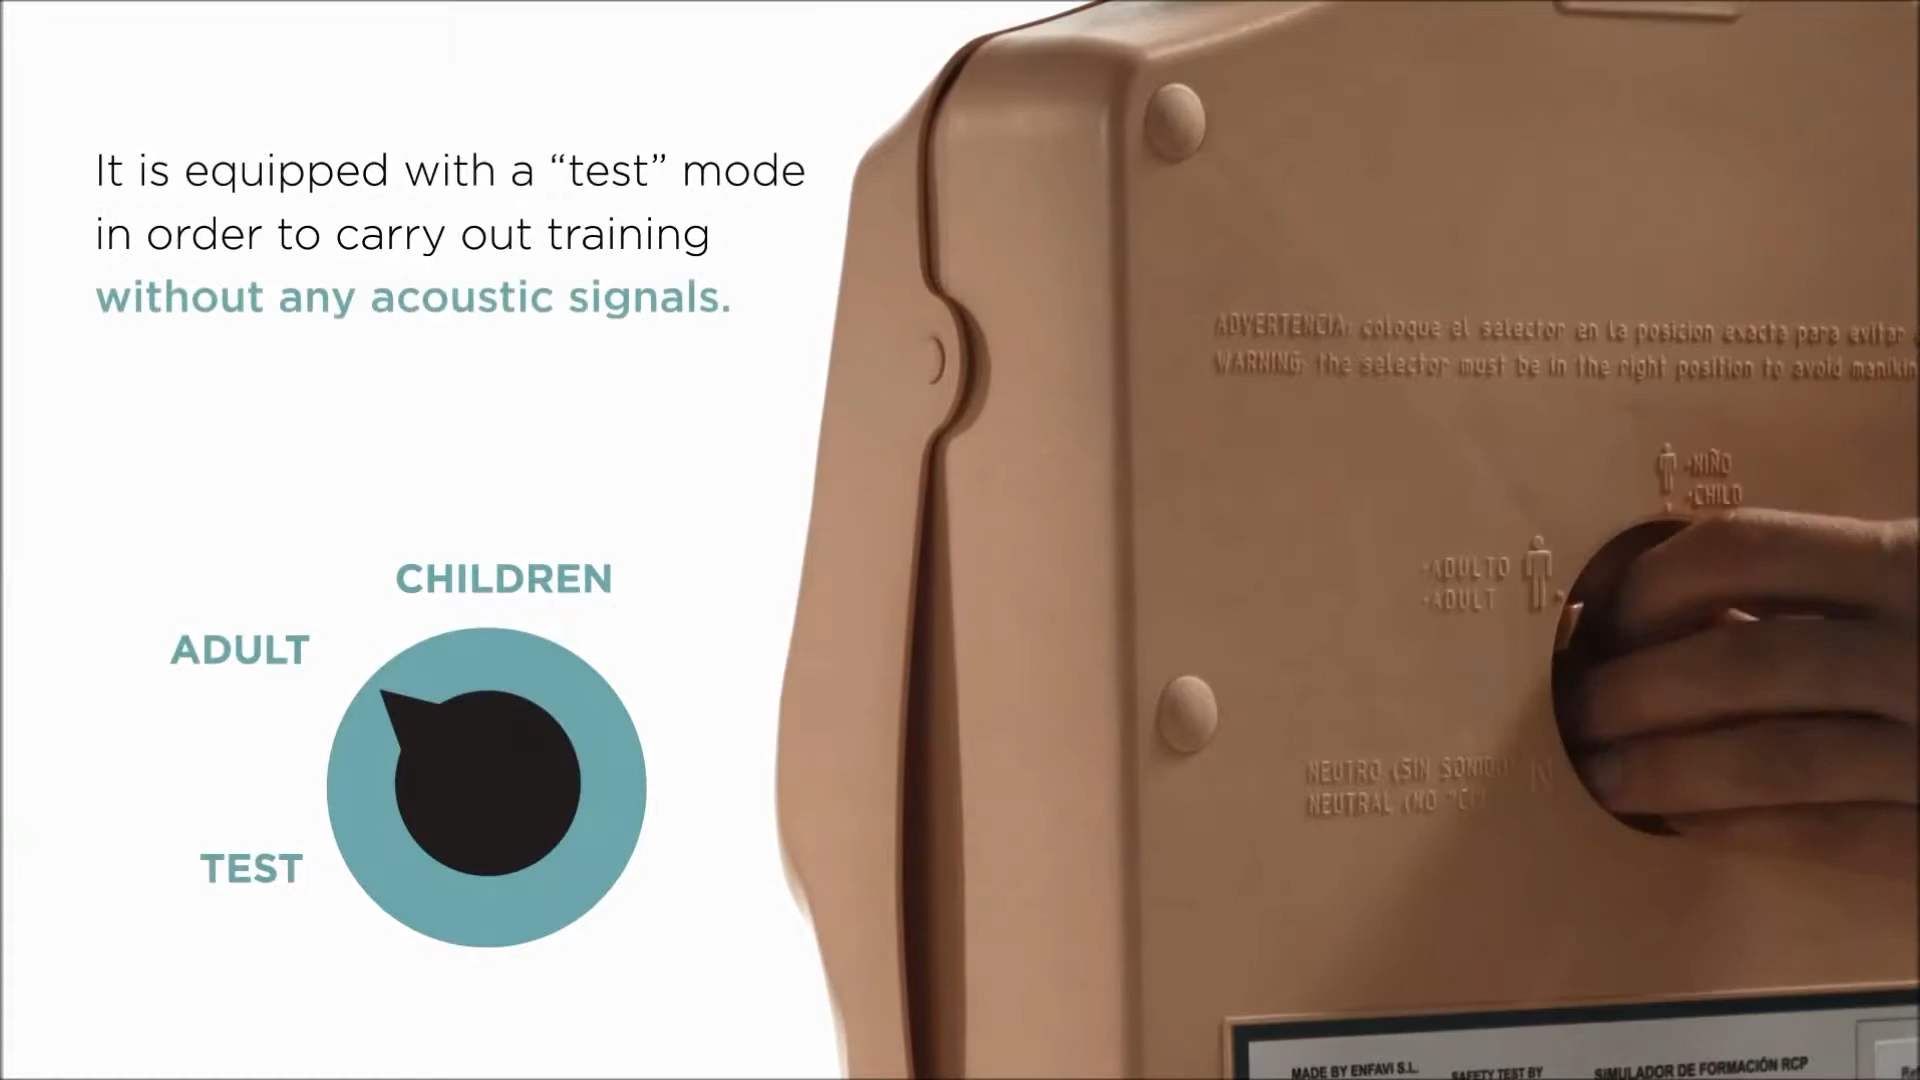 It is equipped with a “test” mode
in order to carry out training
without any acoustic signals.
CHILDREN
ADULT
TEST
ADVERTENCIA: coloque el selector en la posicion exacta para evitar
WARNING: the selector must be in the right position to avoid manikin
-NIÑO
-CHILD
-ADULTO
-ADULT
NEUTRO (SIN SONIDO
NEUTRAL (NO
MADE BY ENFAVI S.L.
SAFETY TEST BY
SIMULADOR DE FORMACIÓN RCP